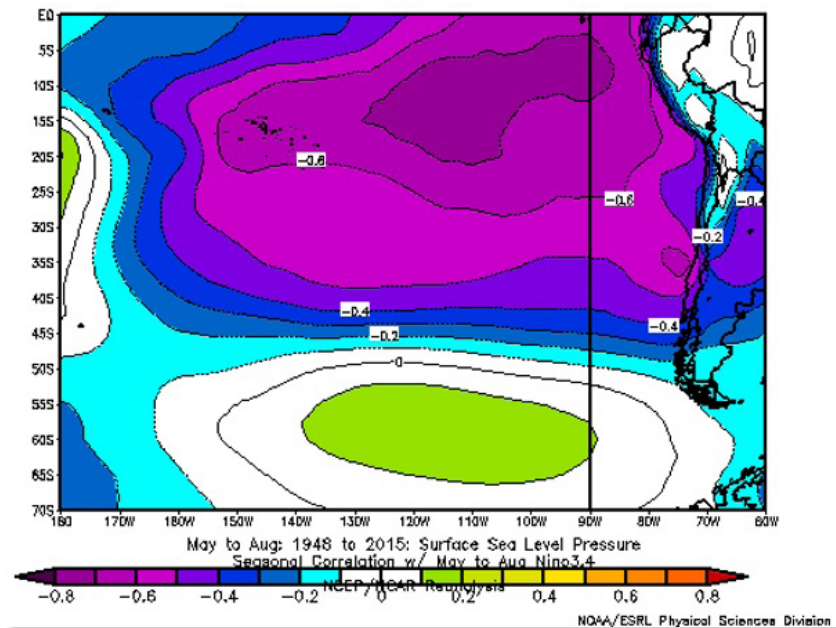 EQ
5S
10S
15S
20S
25S
30S
35S
40S
45S
50S
55S
60S
65S
70S
-0.6
-0.6
-0.4
-0.2
-0.4
-0.2
-0.4
0
180 170W 160W 150W 140W 130W 120W 110W 100W 90W 80W 70W 60W
May to Aug: 1948 to 2015: Surface Sea Level Pressure
Seasonal Correlation w/ May to Aug Nino3.4
NCEP/NCAR Reanalysis
-0.8 -0.6 -0.4 -0.2 0 0.2 0.4 0.6 0.8
NOAA/ESRL Physical Sciences Division